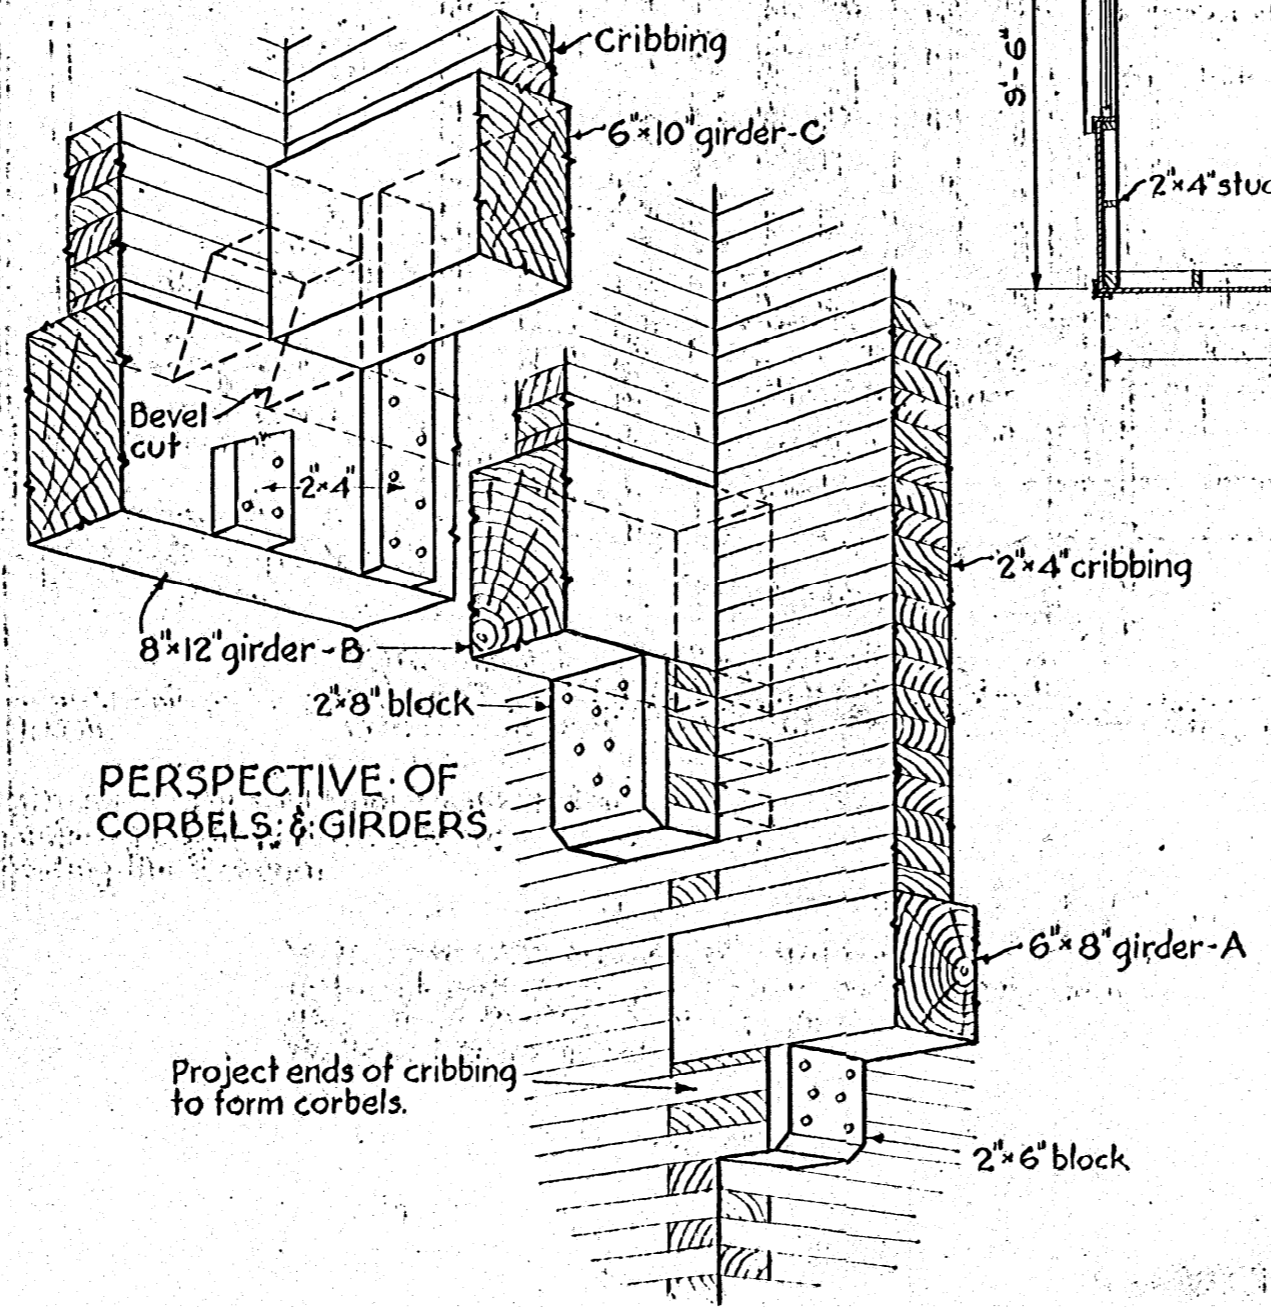 Cribbing
6"×10" girder-C
9'-6"
2"×4" stud
Bevel
cut
2"×4"
2"×4" cribbing
8"×12" girder-B
2"×8" block
PERSPECTIVE·OF
CORBELS·&·GIRDERS
6"×8" girder-A
Project ends of cribbing
to form corbels.
2"×6" block